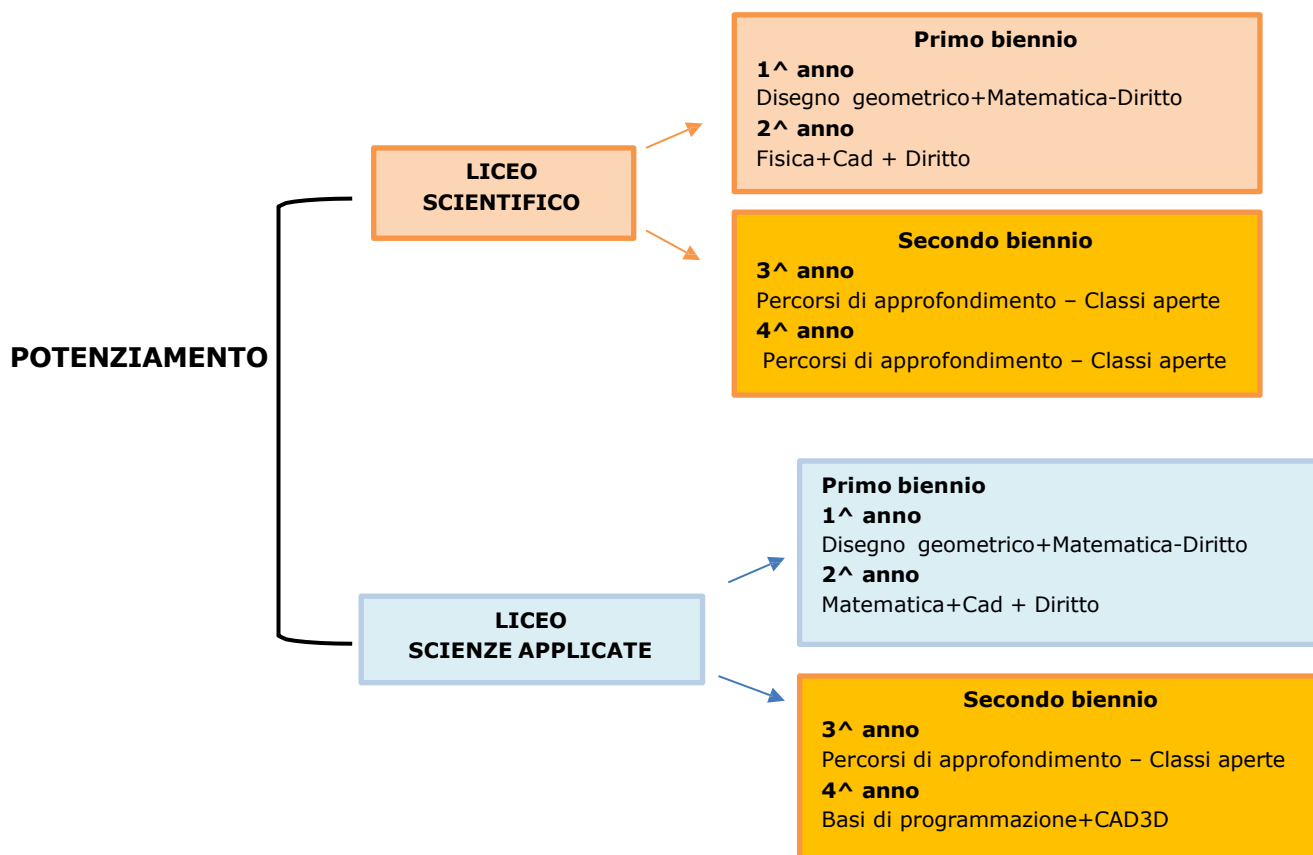 POTENZIAMENTO
LICEO
SCIENTIFICO
Primo biennio
1^ anno
Disegno geometrico+Matematica-Diritto
2^ anno
Fisica+Cad + Diritto
Secondo biennio
3^ anno
Percorsi di approfondimento – Classi aperte
4^ anno
Percorsi di approfondimento – Classi aperte
LICEO
SCIENZE APPLICATE
Primo biennio
1^ anno
Disegno geometrico+Matematica-Diritto
2^ anno
Matematica+Cad + Diritto
Secondo biennio
3^ anno
Percorsi di approfondimento – Classi aperte
4^ anno
Basi di programmazione+CAD3D